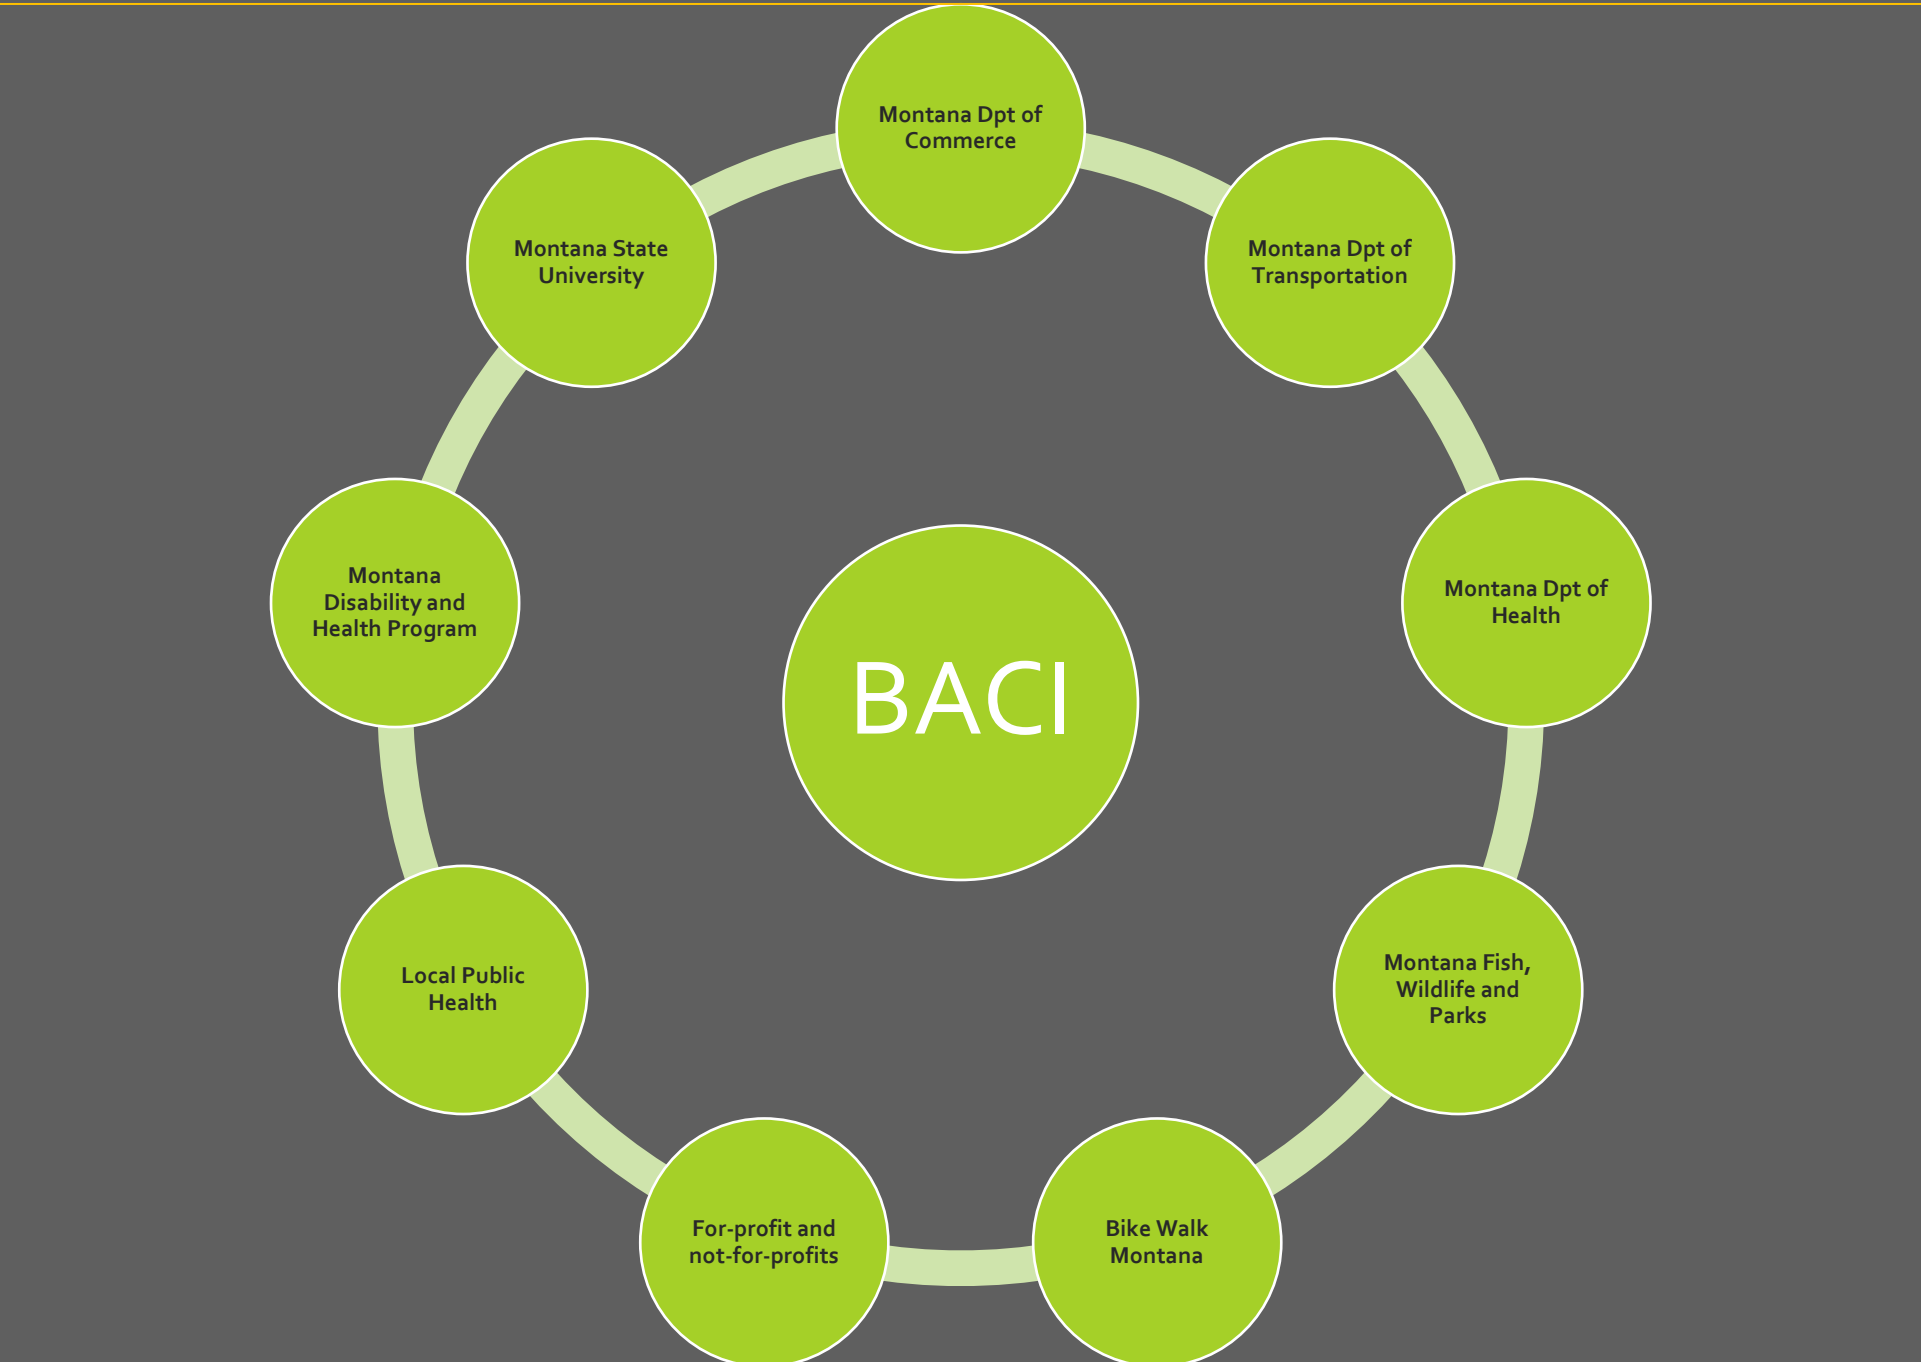 Montana Dpt of
Commerce
Montana Dpt of
Transportation
Montana Dpt of
Health
Montana Fish,
Wildlife and
Parks
Bike Walk
Montana
For-profit and
not-for-profits
Local Public
Health
Montana
Disability and
Health Program
Montana State
University
BACI